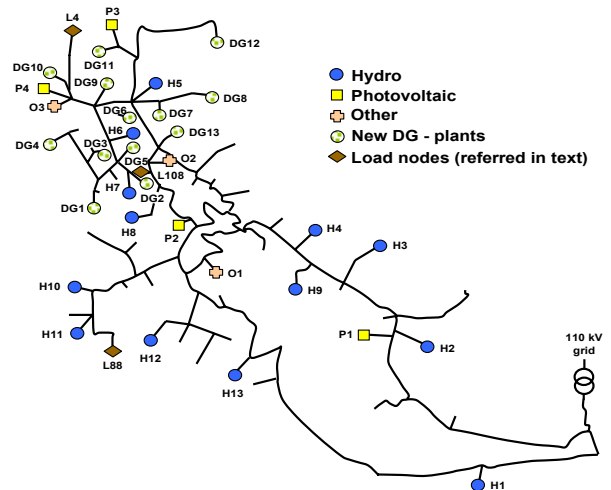 L4
P3
DG12
DG11
DG10
DG9
H5
P4
DG8
O3
DG6
DG7
H6
DG13
DG4
DG3
DG5
O2
L108
H7
DG2
DG1
H8
P2
H4
H3
O1
H10
H9
H11
H12
L88
P1
H2
H13
H1
110 kV
grid
Hydro
Photovoltaic
Other
New DG - plants
Load nodes (referred in text)